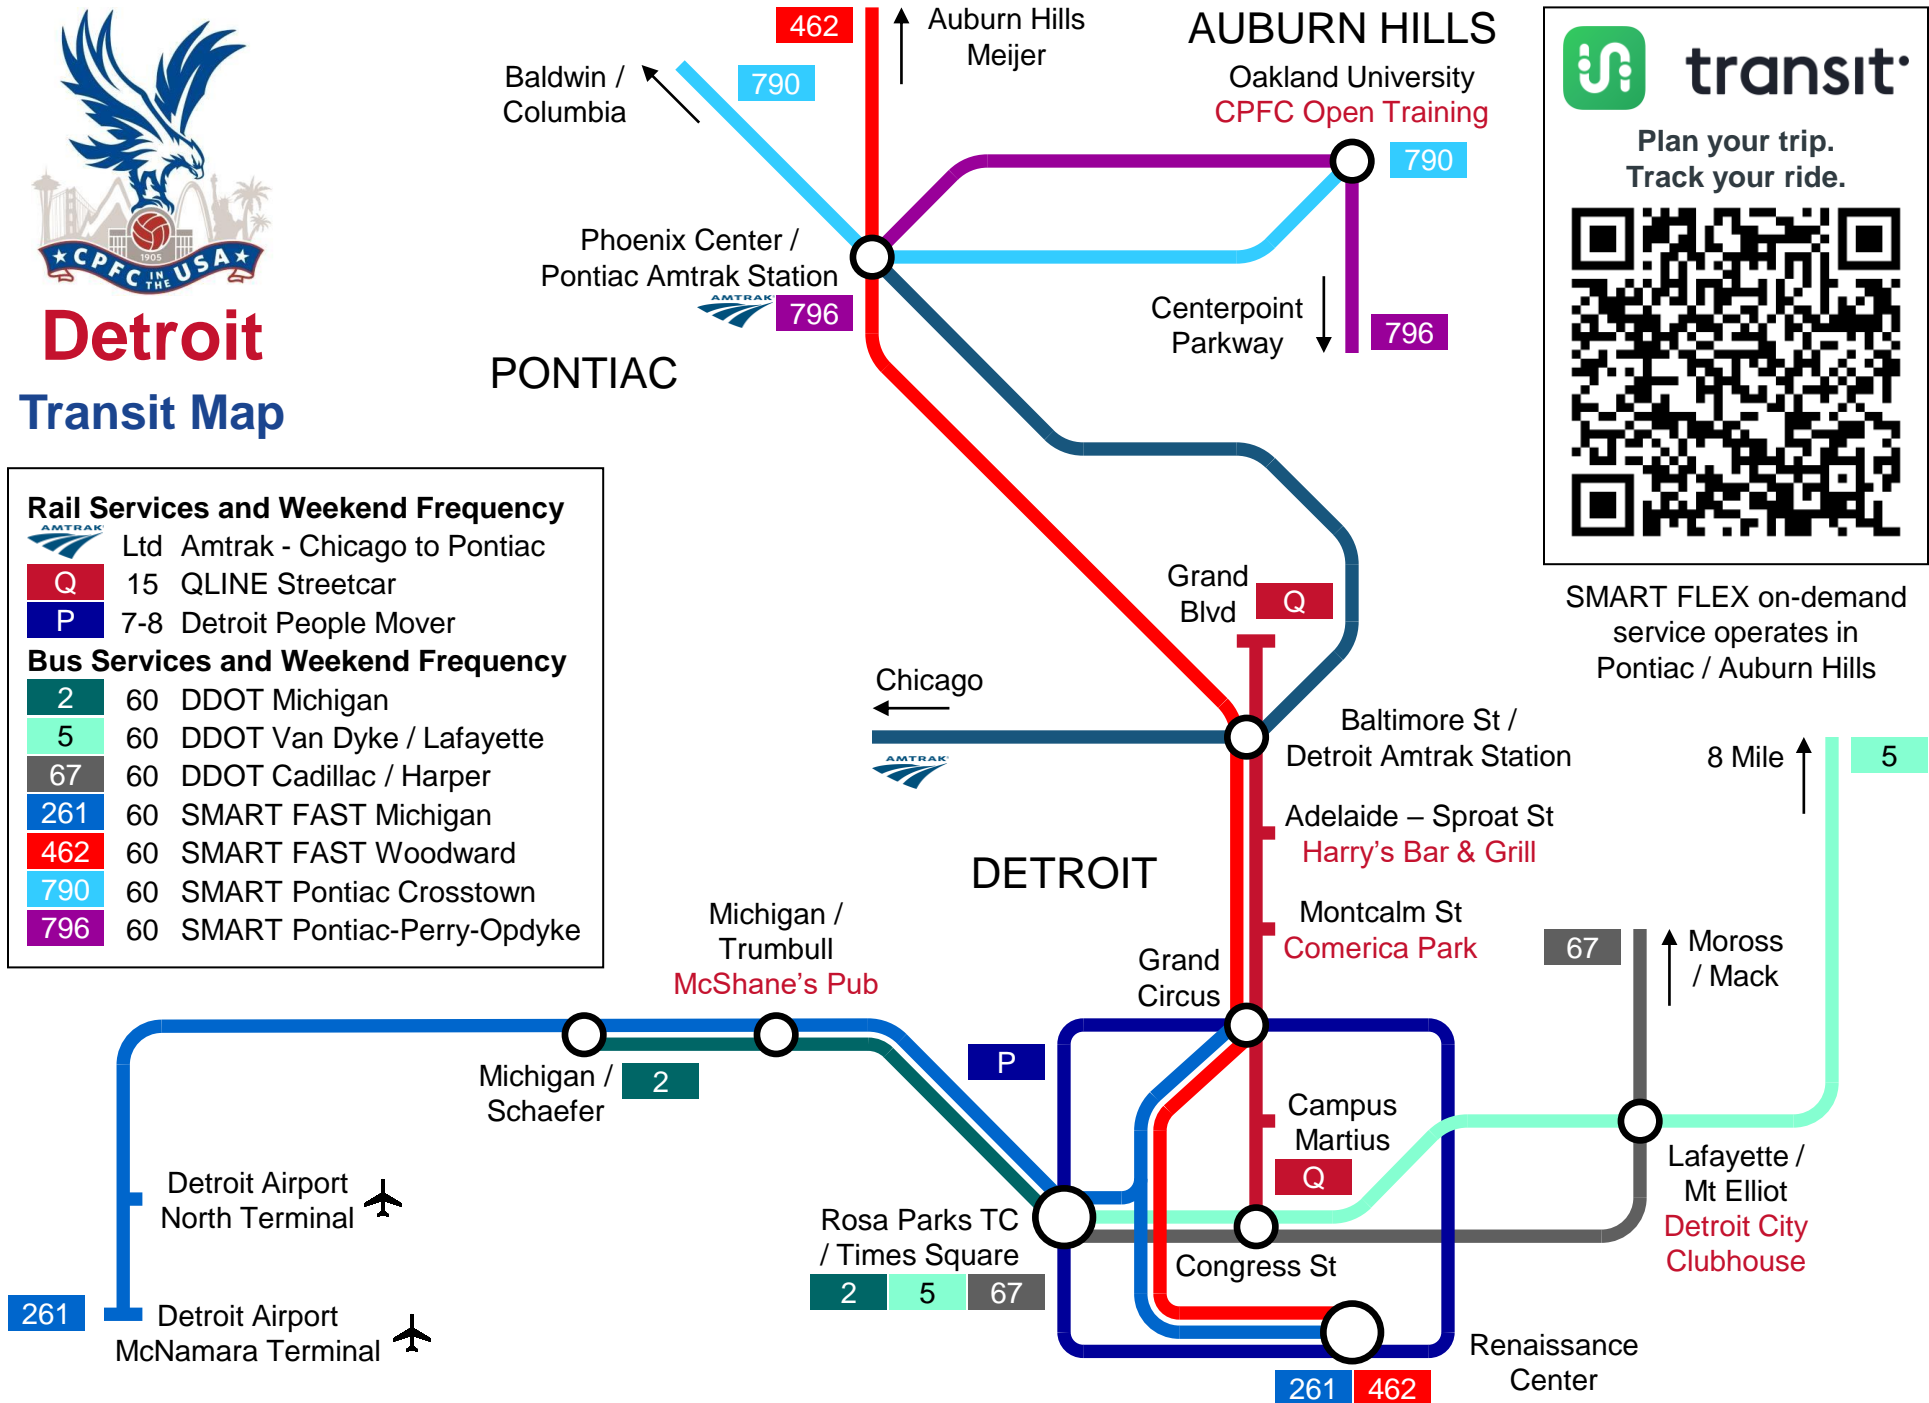 CPFC IN THE USA
1905
Detroit
Transit Map
462
Auburn Hills
Meijer
AUBURN HILLS
Oakland University
CPFC Open Training
Baldwin /
Columbia
790
790
Phoenix Center /
Pontiac Amtrak Station
AMTRAK
796
PONTIAC
Centerpoint
Parkway
796
transit
Plan your trip.
Track your ride.
SMART FLEX on-demand
service operates in
Pontiac / Auburn Hills
Rail Services and Weekend Frequency
AMTRAK Ltd Amtrak - Chicago to Pontiac
Q 15 QLINE Streetcar
P 7-8 Detroit People Mover
Bus Services and Weekend Frequency
2 60 DDOT Michigan
5 60 DDOT Van Dyke / Lafayette
67 60 DDOT Cadillac / Harper
261 60 SMART FAST Michigan
462 60 SMART FAST Woodward
790 60 SMART Pontiac Crosstown
796 60 SMART Pontiac-Perry-Opdyke
Grand
Blvd
Q
Chicago
AMTRAK
Baltimore St /
Detroit Amtrak Station
8 Mile
5
Adelaide – Sproat St
Harry's Bar & Grill
DETROIT
Montcalm St
Comerica Park
67
Moross
/ Mack
Michigan /
Trumbull
McShane's Pub
Grand
Circus
P
Michigan /
Schaefer
2
Campus
Martius
Q
Lafayette /
Mt Elliot
Detroit City
Clubhouse
Detroit Airport
North Terminal
Rosa Parks TC
/ Times Square
2 5 67
Congress St
261
Detroit Airport
McNamara Terminal
Renaissance
Center
261 462